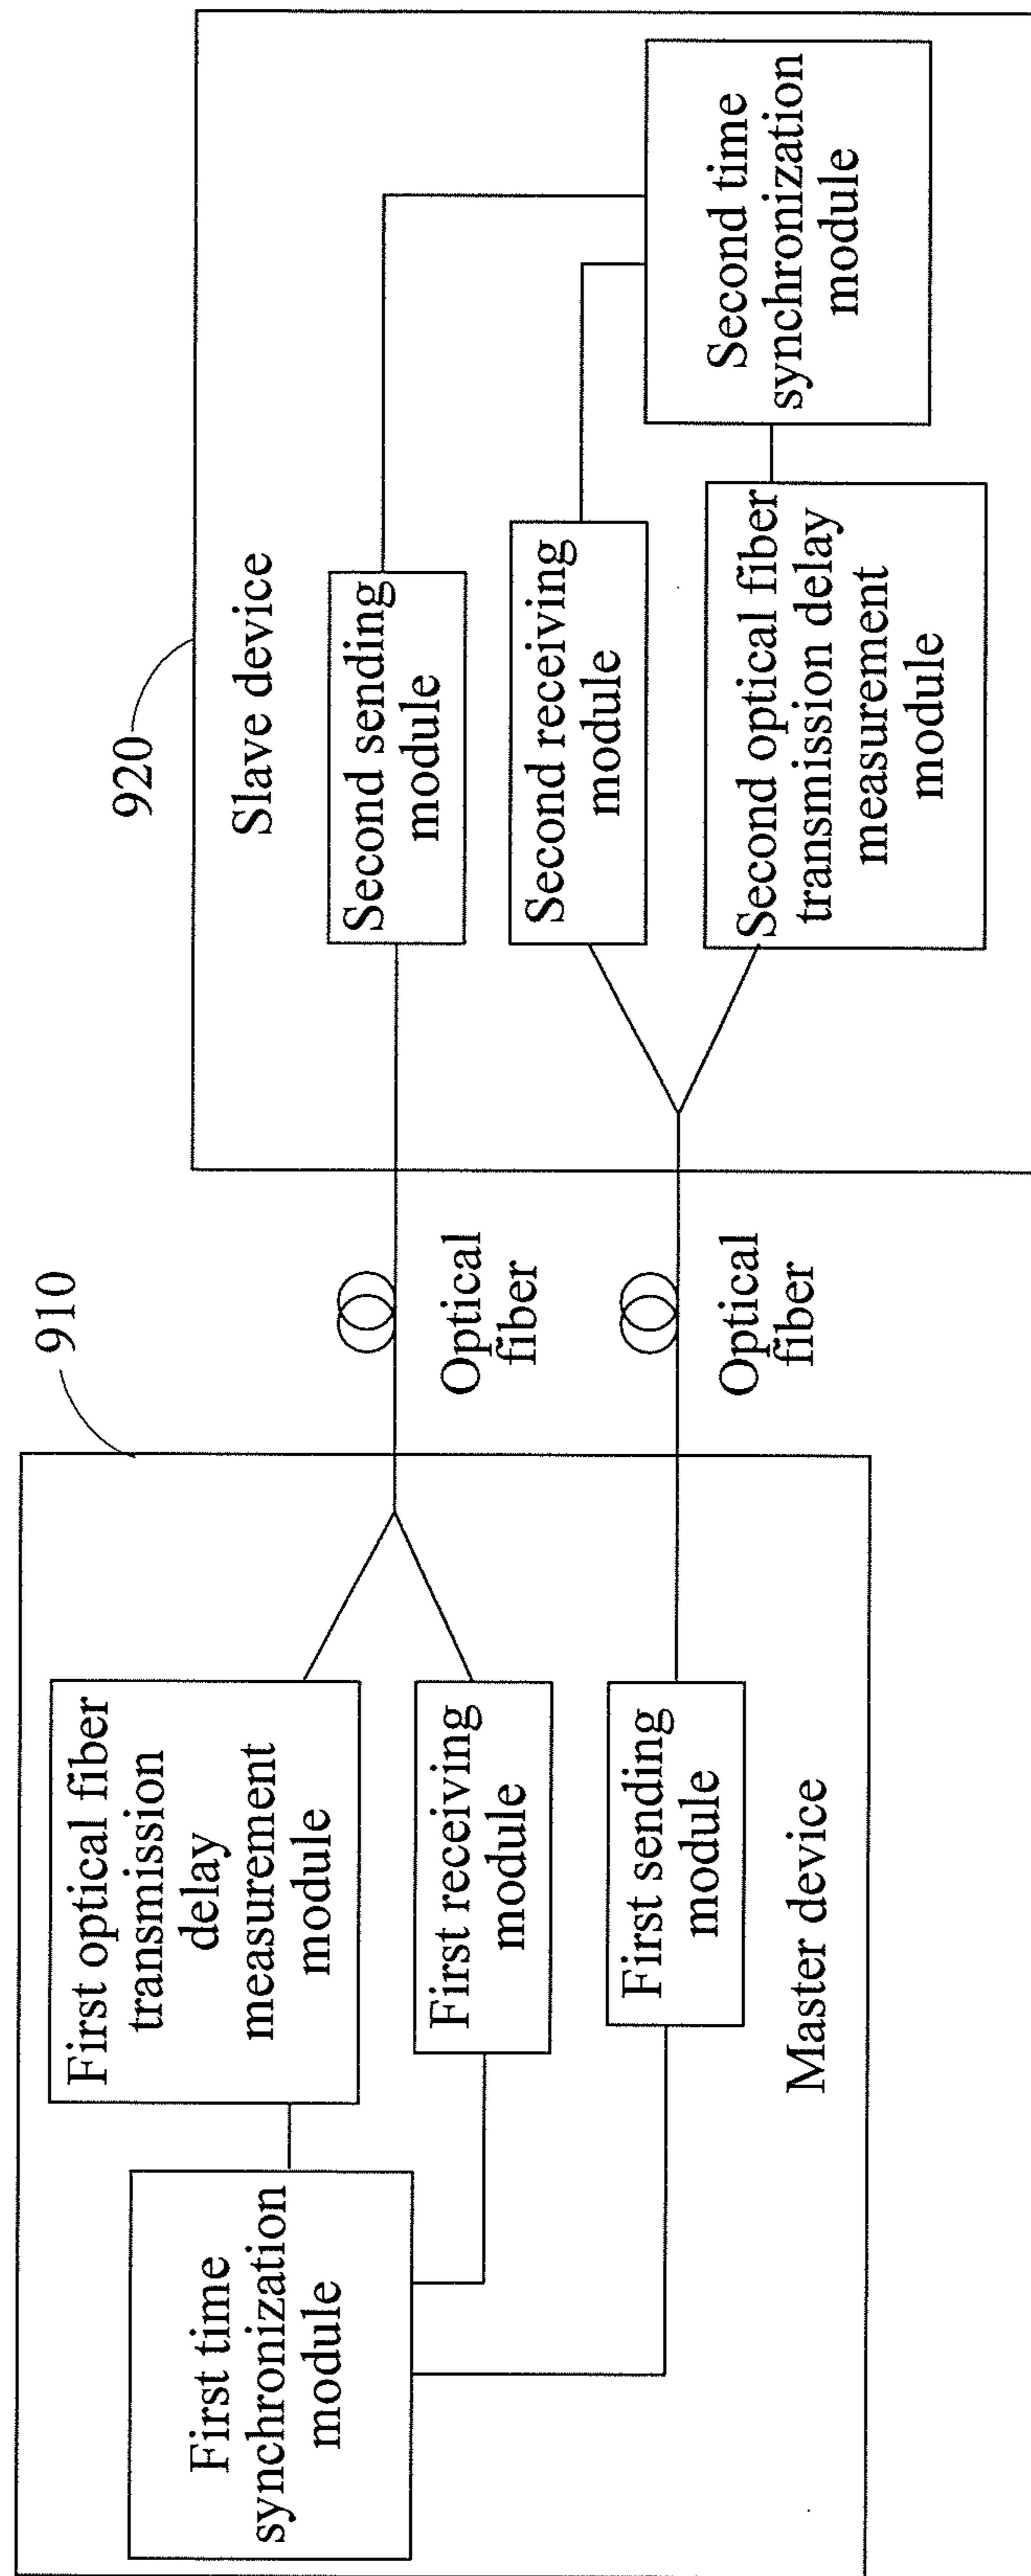 910
First time
synchronization
module
First optical fiber
transmission
delay
measurement
module
First receiving
module
First sending
module
Master device
Optical
fiber
Optical
fiber
920
Slave device
Second sending
module
Second receiving
module
Second optical fiber
transmission delay
measurement
module
Second time
synchronization
module